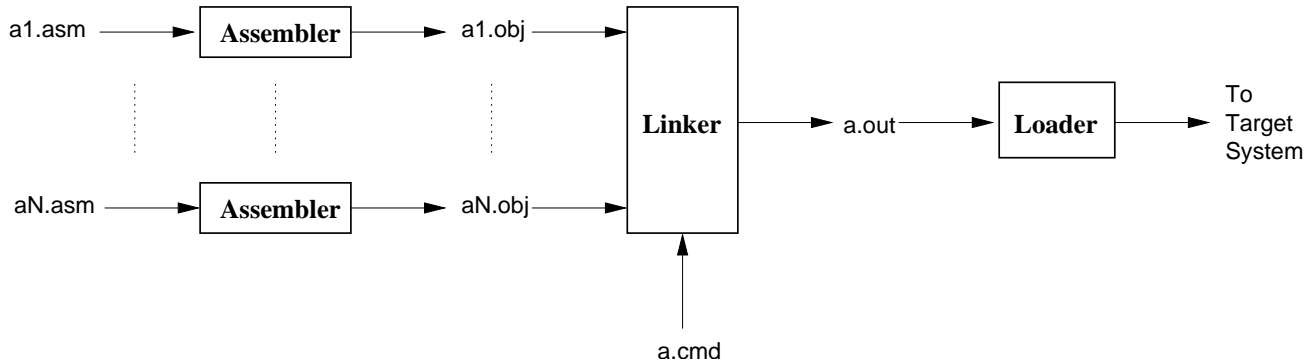 a1.asm
Assembler
a1.obj
Linker
a.out
Loader
To
Target
System
aN.asm
Assembler
aN.obj
a.cmd